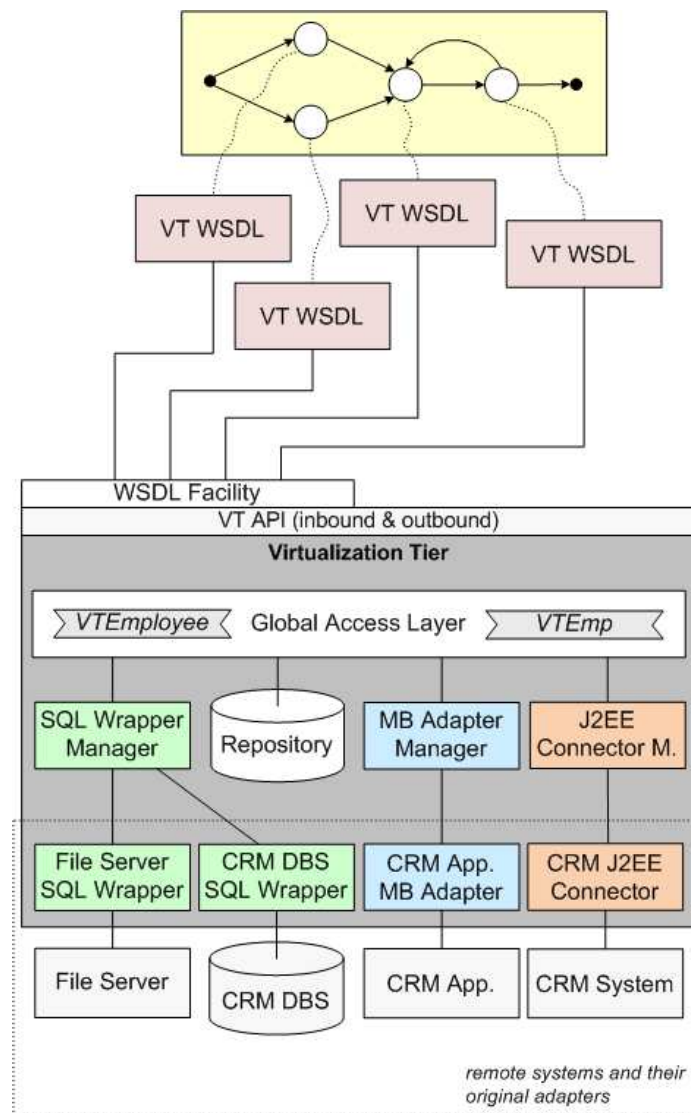 VT WSDL
VT WSDL
VT WSDL
VT WSDL
WSDL Facility
VT API (inbound & outbound)
Virtualization Tier
VTEmployee
Global Access Layer
VTEmp
SQL Wrapper
Manager
Repository
MB Adapter
Manager
J2EE
Connector M.
File Server
SQL Wrapper
CRM DBS
SQL Wrapper
CRM App.
MB Adapter
CRM J2EE
Connector
File Server
CRM DBS
CRM App.
CRM System
remote systems and their
original adapters